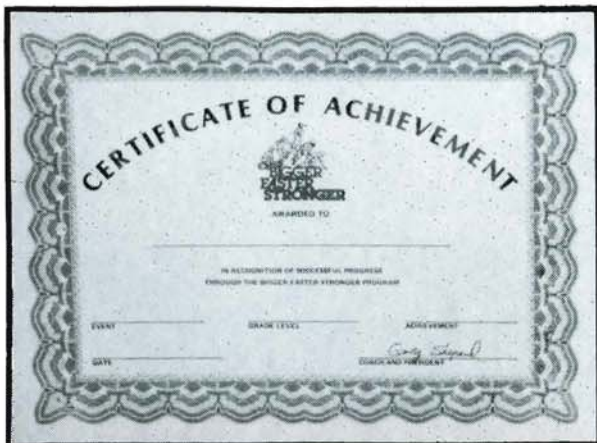 CERTIFICATE OF ACHIEVEMENT
BIGGER
FASTER
STRONGER
AWARDED TO
IN RECOGNITION OF SUCCESSFUL PROGRESS
THROUGH THE BIGGER FASTER STRONGER PROGRAM
EVENT GRADE LEVEL ACHIEVEMENT
DATE COACH AND PRESIDENT